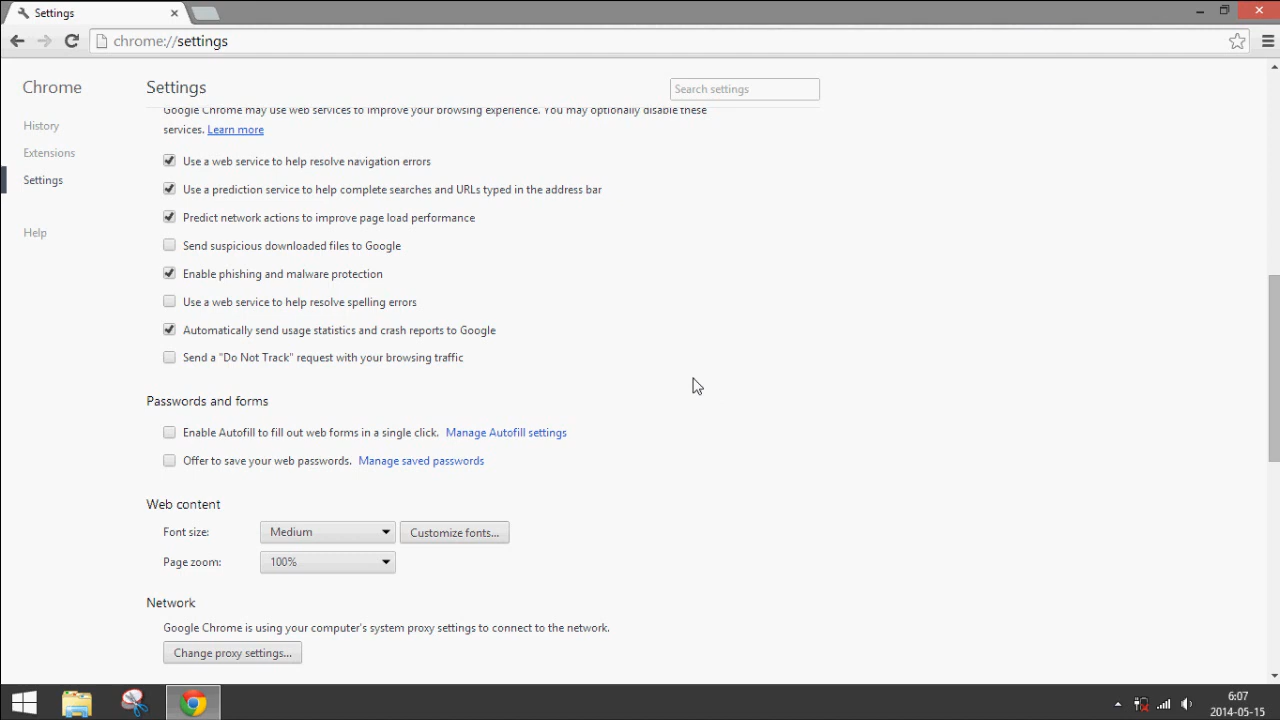 Settings
chrome://settings
Chrome
Settings
Search settings
History
Extensions
Settings
Help
Google Chrome may use web services to improve your browsing experience. You may optionally disable these
services. Learn more
Use a web service to help resolve navigation errors
Use a prediction service to help complete searches and URLs typed in the address bar
Predict network actions to improve page load performance
Send suspicious downloaded files to Google
Enable phishing and malware protection
Use a web service to help resolve spelling errors
Automatically send usage statistics and crash reports to Google
Send a "Do Not Track" request with your browsing traffic
Passwords and forms
Enable Autofill to fill out web forms in a single click. Manage Autofill settings
Offer to save your web passwords. Manage saved passwords
Web content
Font size: Medium Customize fonts...
Page zoom: 100%
Network
Google Chrome is using your computer's system proxy settings to connect to the network.
Change proxy settings...
6:07
2014-05-15